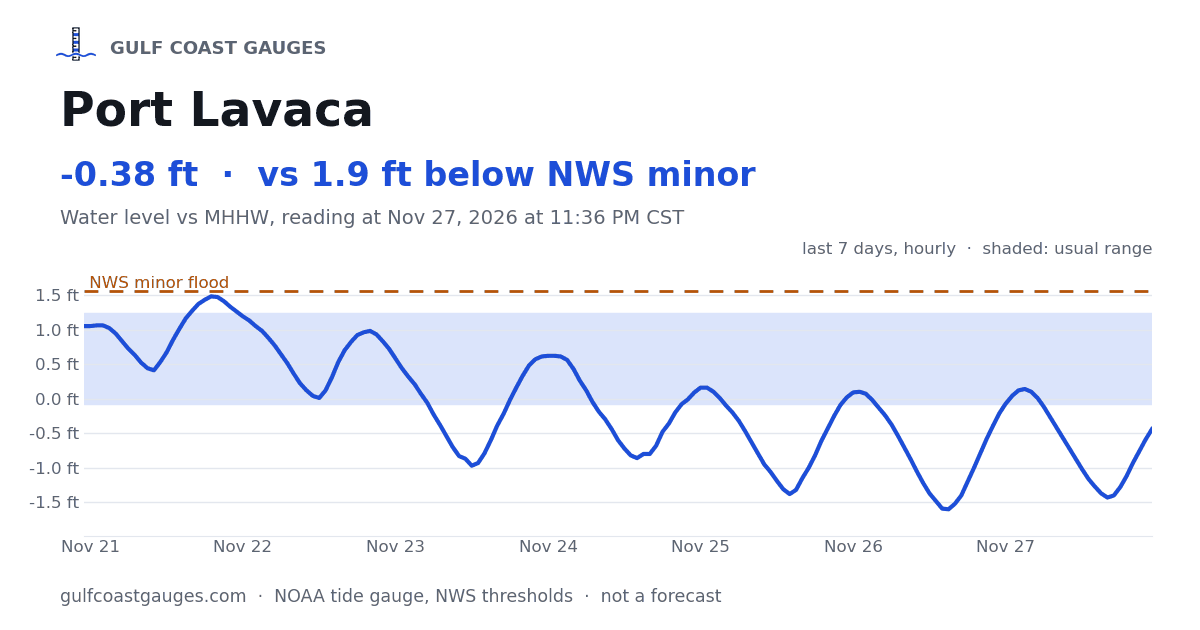 GULF COAST GAUGES
Port Lavaca
-0.38 ft · vs 1.9 ft below NWS minor
Water level vs MHHW, reading at Nov 27, 2026 at 11:36 PM CST
last 7 days, hourly · shaded: usual range
NWS minor flood
1.5 ft
1.0 ft
0.5 ft
0.0 ft
-0.5 ft
-1.0 ft
-1.5 ft
Nov 21 Nov 22 Nov 23 Nov 24 Nov 25 Nov 26 Nov 27
gulfcoastgauges.com · NOAA tide gauge, NWS thresholds · not a forecast